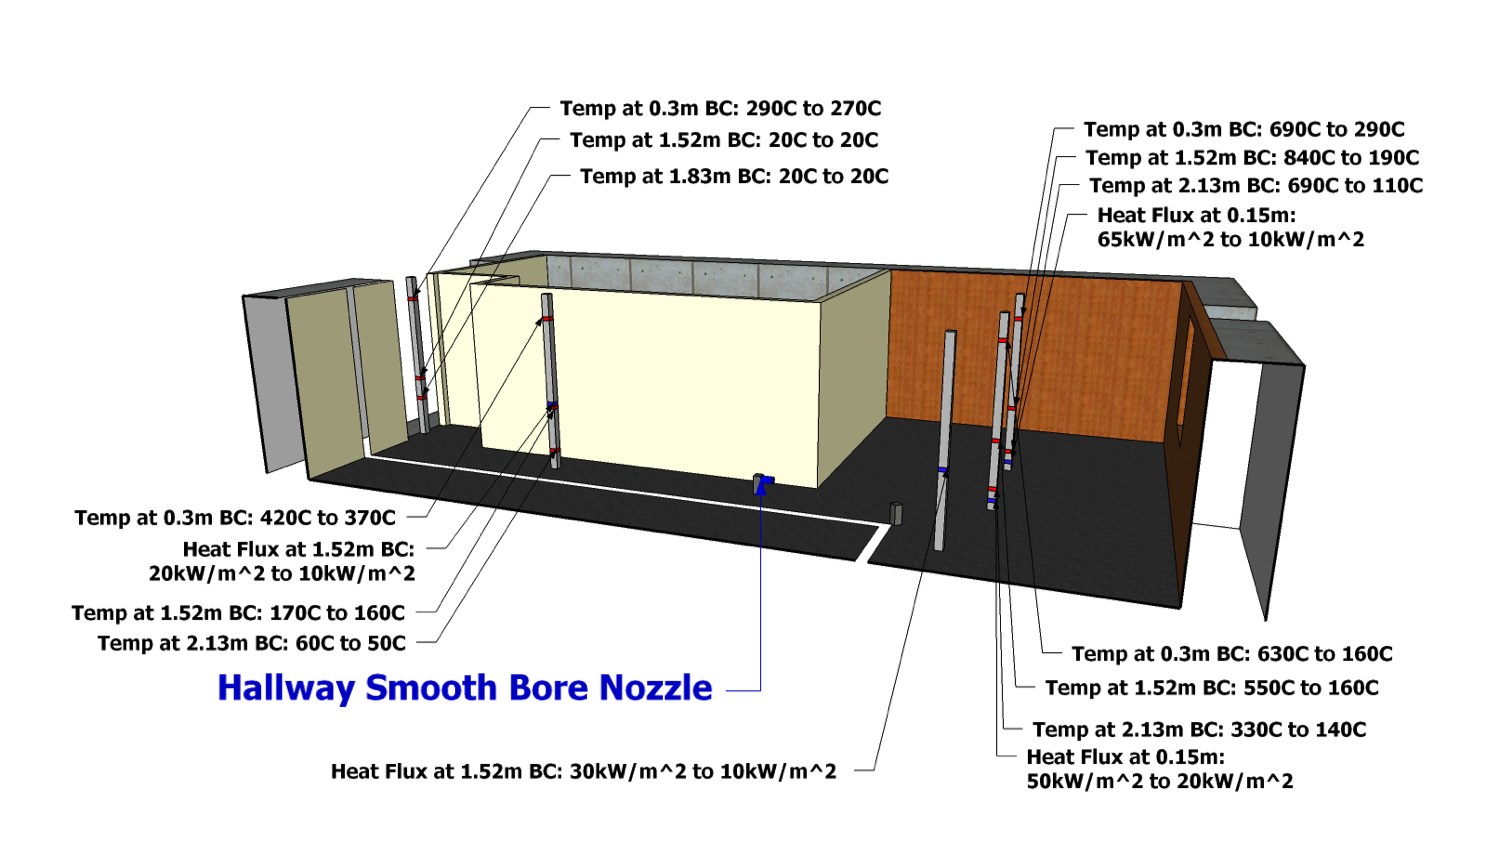 Temp at 0.3m BC: 290C to 270C
Temp at 1.52m BC: 20C to 20C
Temp at 1.83m BC: 20C to 20C
Temp at 0.3m BC: 690C to 290C
Temp at 1.52m BC: 840C to 190C
Temp at 2.13m BC: 690C to 110C
Heat Flux at 0.15m:
65kW/m^2 to 10kW/m^2
Temp at 0.3m BC: 420C to 370C
Heat Flux at 1.52m BC:
20kW/m^2 to 10kW/m^2
Temp at 1.52m BC: 170C to 160C
Temp at 2.13m BC: 60C to 50C
Hallway Smooth Bore Nozzle
Heat Flux at 1.52m BC: 30kW/m^2 to 10kW/m^2
Temp at 0.3m BC: 630C to 160C
Temp at 1.52m BC: 550C to 160C
Temp at 2.13m BC: 330C to 140C
Heat Flux at 0.15m:
50kW/m^2 to 20kW/m^2